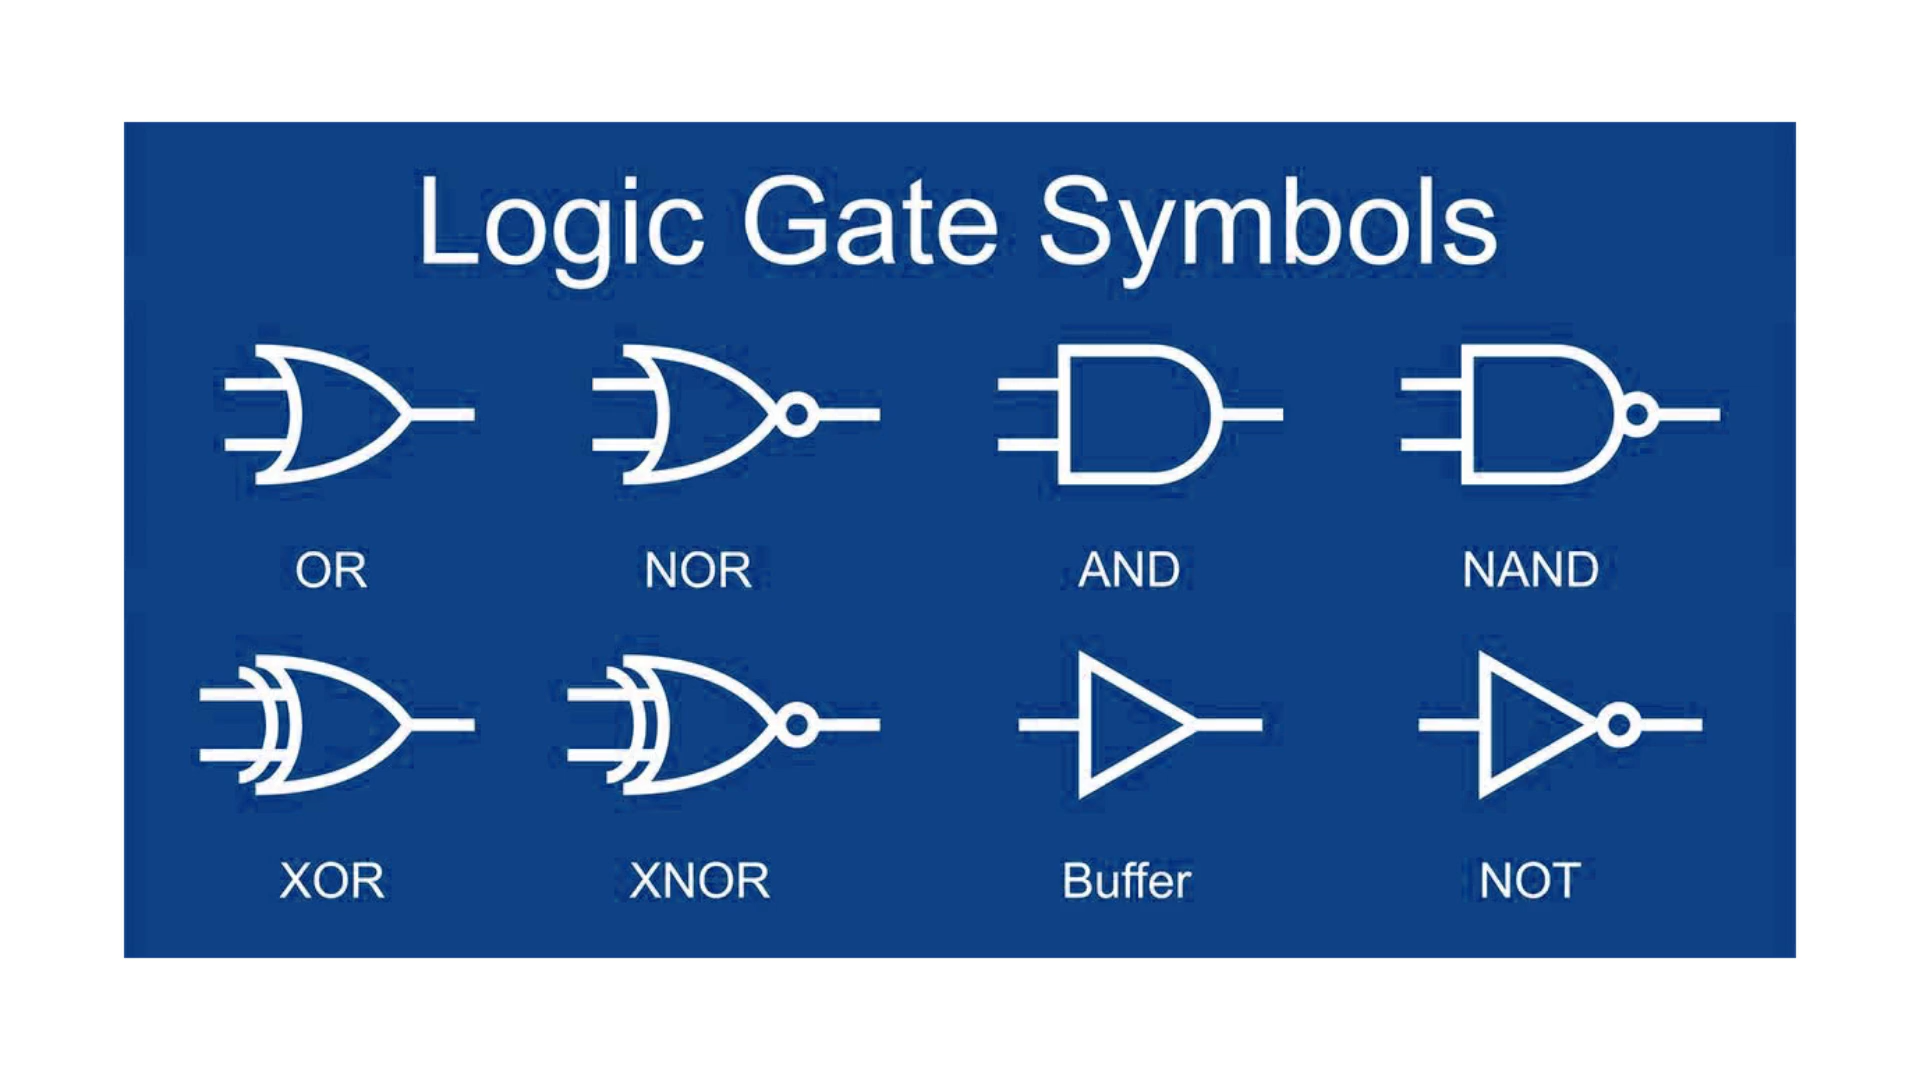 Logic Gate Symbols
OR NOR AND NAND
XOR XNOR Buffer NOT